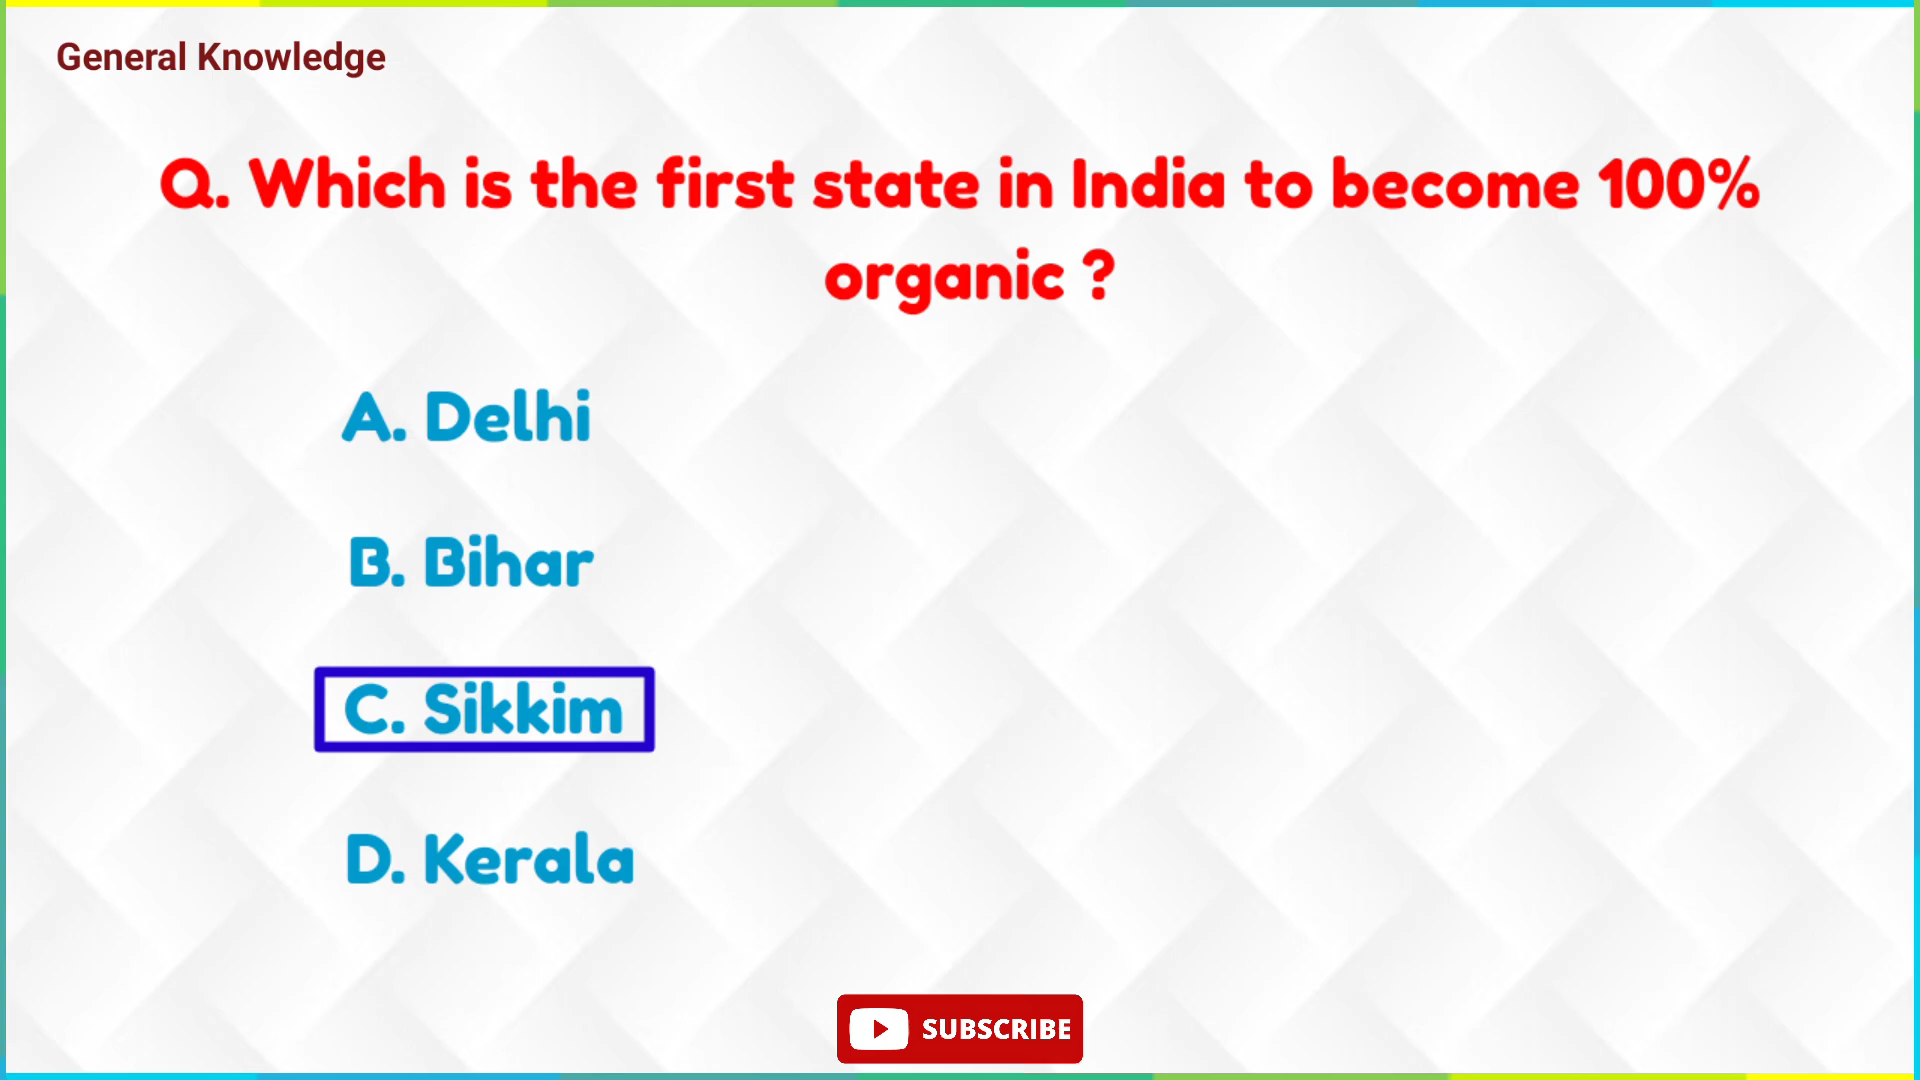 General Knowledge
Q. Which is the first state in India to become 100%
organic ?
A. Delhi
B. Bihar
C. Sikkim
D. Kerala
SUBSCRIBE